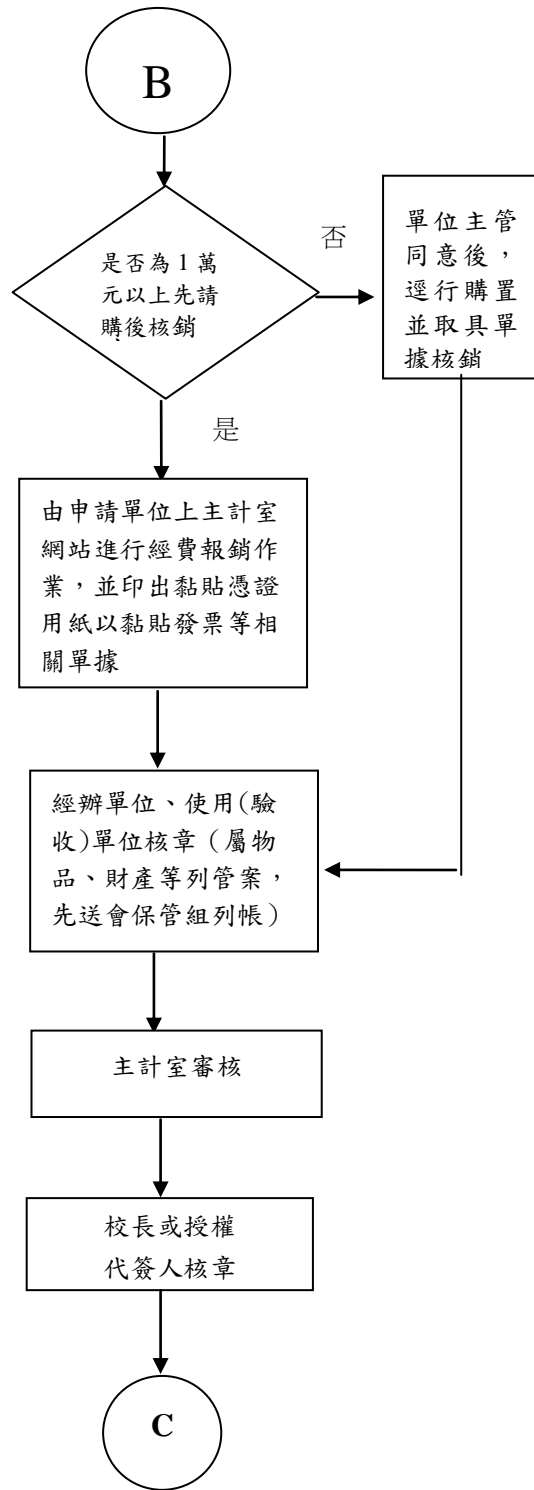 B
是否為 1 萬
元以上先請
購後核銷
否
單位主管
同意後，
逕行購置
並取具單
據核銷
是
由申請單位上主計室
網站進行經費報銷作
業，並印出黏貼憑證
用紙以黏貼發票等相
關單據
經辦單位、使用(驗
收)單位核章（屬物
品、財產等列管案，
先送會保管組列帳）
主計室審核
校長或授權
代簽人核章
C